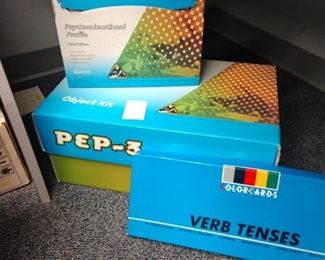 Psychoeducational
Profile
Third Edition
Object Kit
PEP-3
COLORCARDS
VERB TENSES